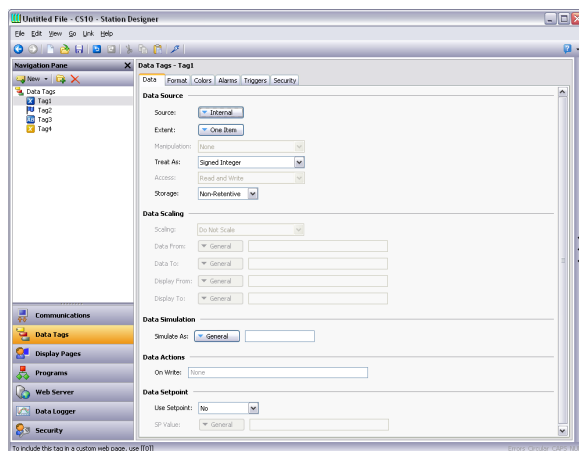 Untitled File - CS10 - Station Designer
File Edit View Go Link Help
Navigation Pane
New
Data Tags
Tag1
Tag2
Tag3
Tag4
Communications
Data Tags
Display Pages
Programs
Web Server
Data Logger
Security
Data Tags - Tag1
Data Format Colors Alarms Triggers Security
Data Source
Source: Internal
Extent: One Item
Manipulation: None
Treat As: Signed Integer
Access: Read and Write
Storage: Non-Retentive
Data Scaling
Scaling: Do Not Scale
Data From: General
Data To: General
Display From: General
Display To: General
Data Simulation
Simulate As: General
Data Actions
On Write: None
Data Setpoint
Use Setpoint: No
SP Value: General
To include this tag in a custom web page, use [[T0]]
Errors Circular CAPS